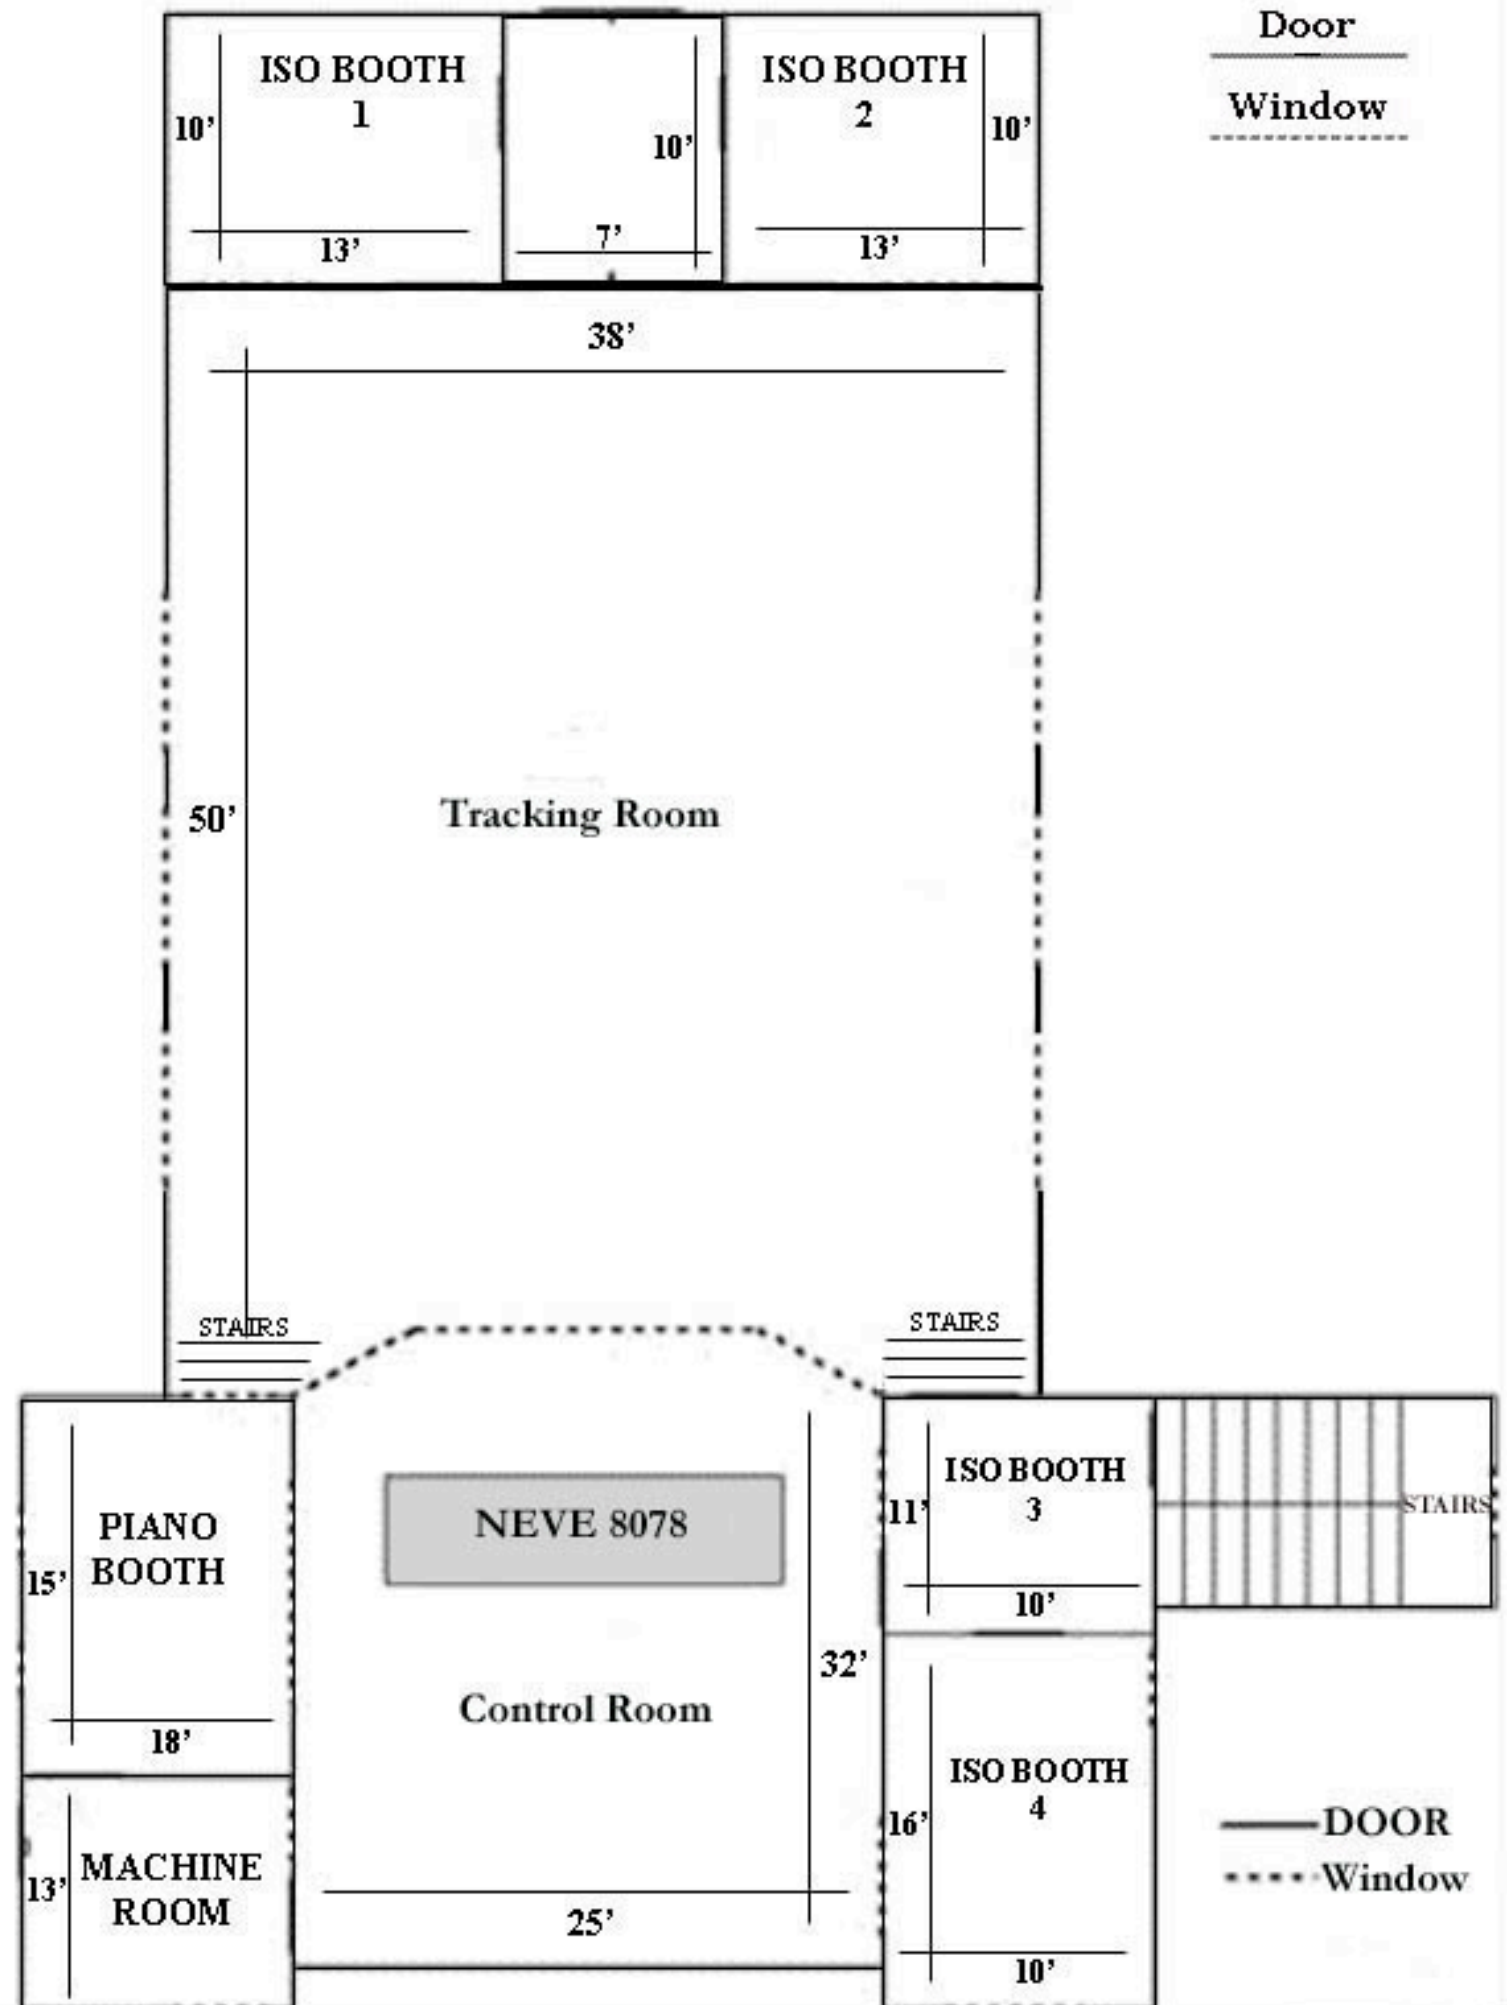 Door
Window
ISO BOOTH
1
10’
13’
10’
7’
ISO BOOTH
2
10’
13’
38’
50’
Tracking Room
STAIRS
STAIRS
PIANO
BOOTH
15’
18’
NEVE 8078
Control Room
32’
25’
ISO BOOTH
3
11’
10’
STAIRS
MACHINE
ROOM
13’
ISO BOOTH
4
16’
10’
DOOR
Window